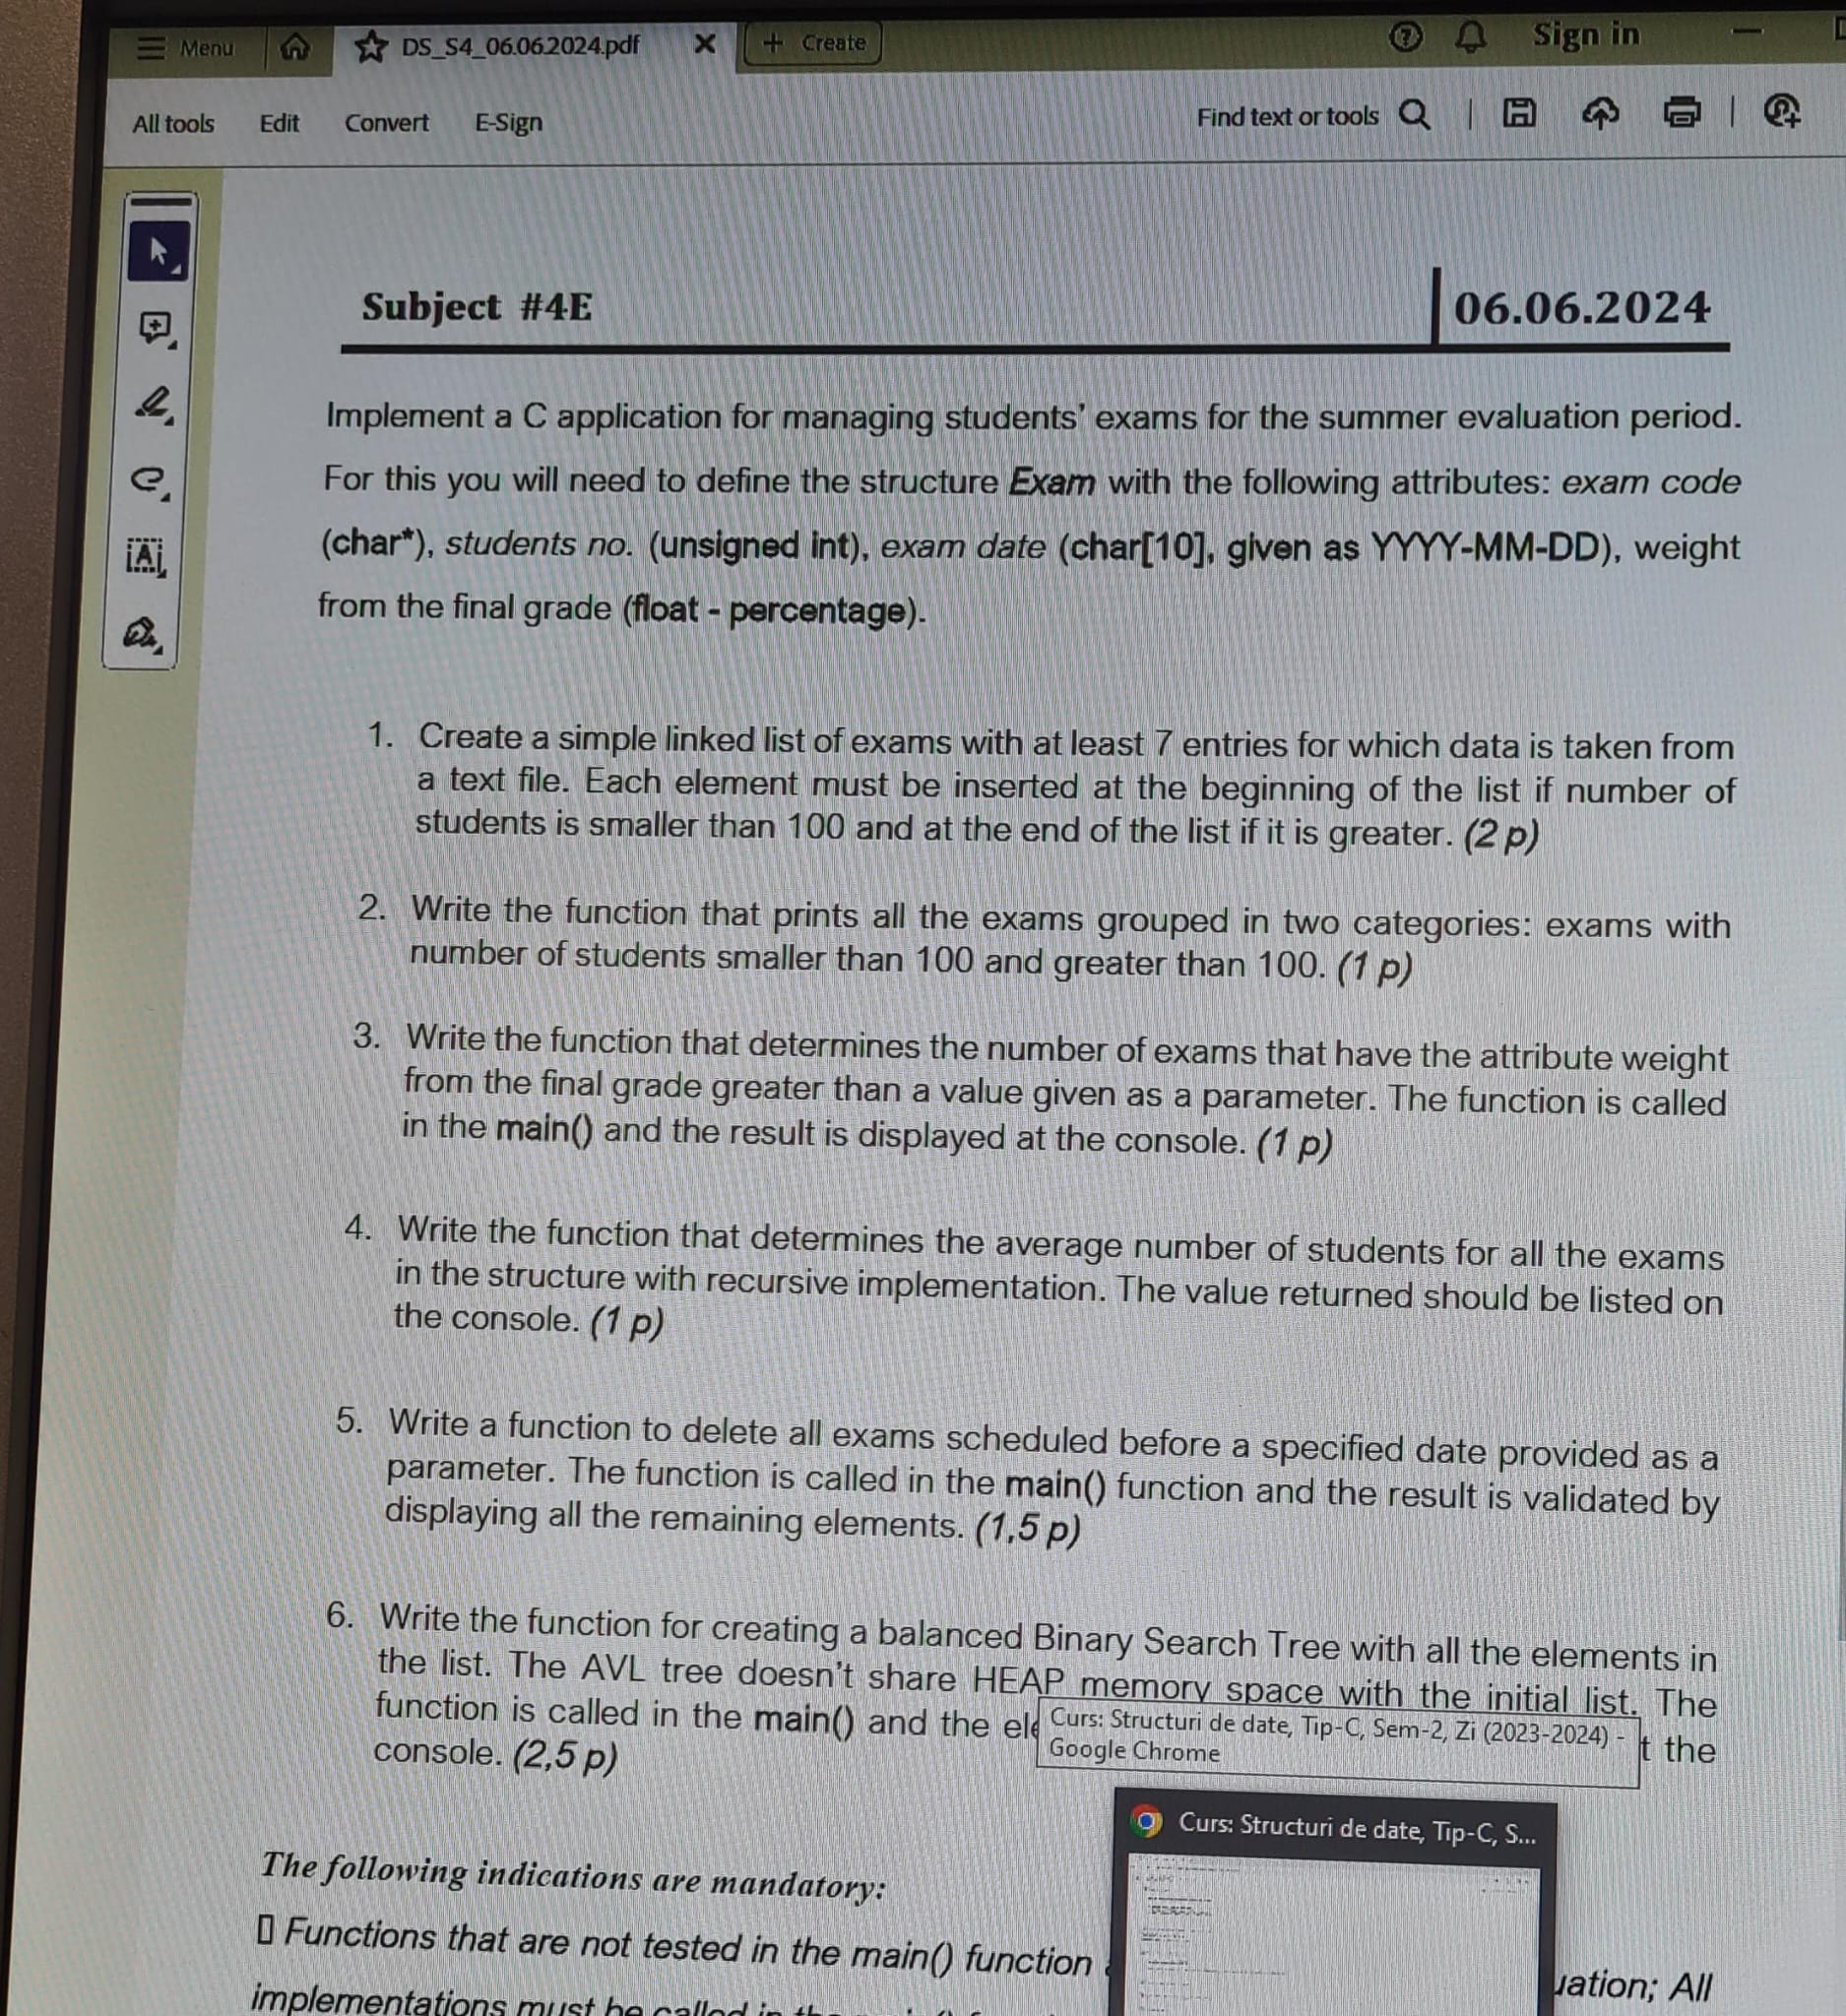 Menu
DS_S4_06.06.2024.pdf
+ Create
Sign in
All tools Edit Convert E-Sign
Find text or tools
Subject #4E
06.06.2024
Implement a C application for managing students' exams for the summer evaluation period.
For this you will need to define the structure Exam with the following attributes: exam code
(char*), students no. (unsigned int), exam date (char[10], given as YYYY-MM-DD), weight
from the final grade (float - percentage).
1. Create a simple linked list of exams with at least 7 entries for which data is taken from
a text file. Each element must be inserted at the beginning of the list if number of
students is smaller than 100 and at the end of the list if it is greater. (2 p)
2. Write the function that prints all the exams grouped in two categories: exams with
number of students smaller than 100 and greater than 100. (1 p)
3. Write the function that determines the number of exams that have the attribute weight
from the final grade greater than a value given as a parameter. The function is called
in the main() and the result is displayed at the console. (1 p)
4. Write the function that determines the average number of students for all the exams
in the structure with recursive implementation. The value returned should be listed on
the console. (1 p)
5. Write a function to delete all exams scheduled before a specified date provided as a
parameter. The function is called in the main() function and the result is validated by
displaying all the remaining elements. (1,5 p)
6. Write the function for creating a balanced Binary Search Tree with all the elements in
the list. The AVL tree doesn't share HEAP memory space with the initial list. The
function is called in the main() and the ele t the
console. (2,5 p)
Curs: Structuri de date, Tip-C, Sem-2, Zi (2023-2024) -
Google Chrome
Curs: Structuri de date, Tip-C, S...
The following indications are mandatory:
Functions that are not tested in the main() function uation; All
implementations must be called in